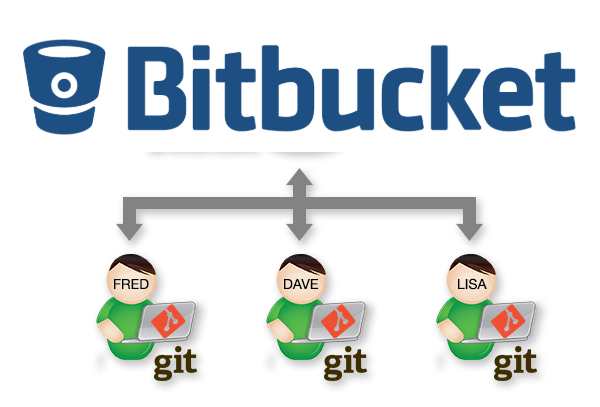 Bitbucket
FRED
DAVE
LISA
git
git
git